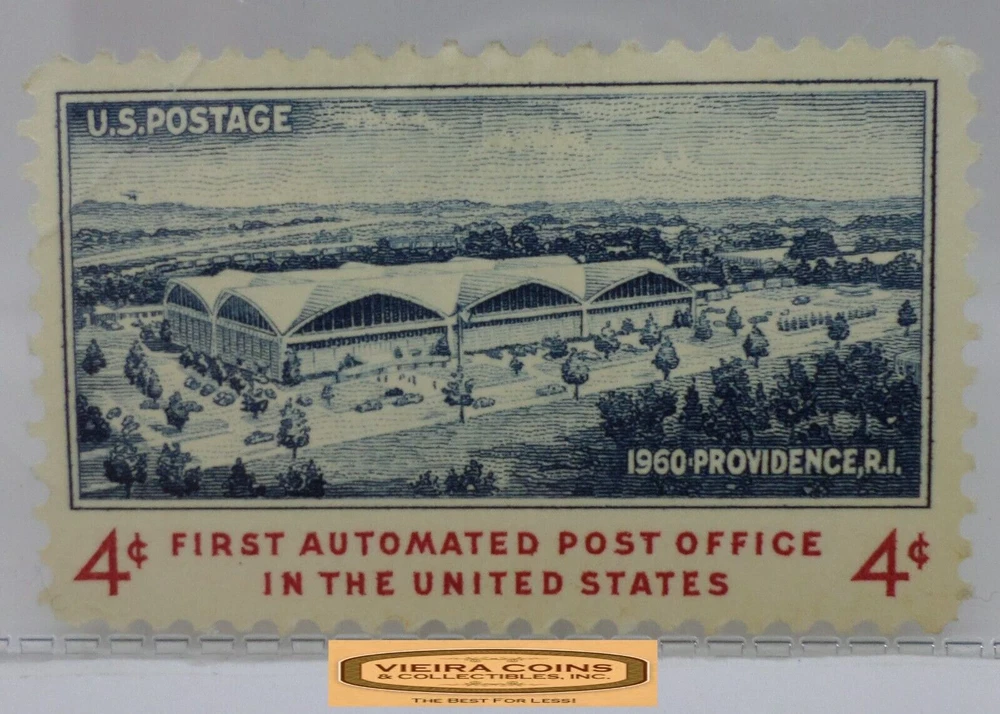 U.S.POSTAGE
1960·PROVIDENCE,R.I.
4¢ FIRST AUTOMATED POST OFFICE 4¢
IN THE UNITED STATES
VIEIRA COINS
& COLLECTIBLES, INC.
THE BEST FOR LESS!